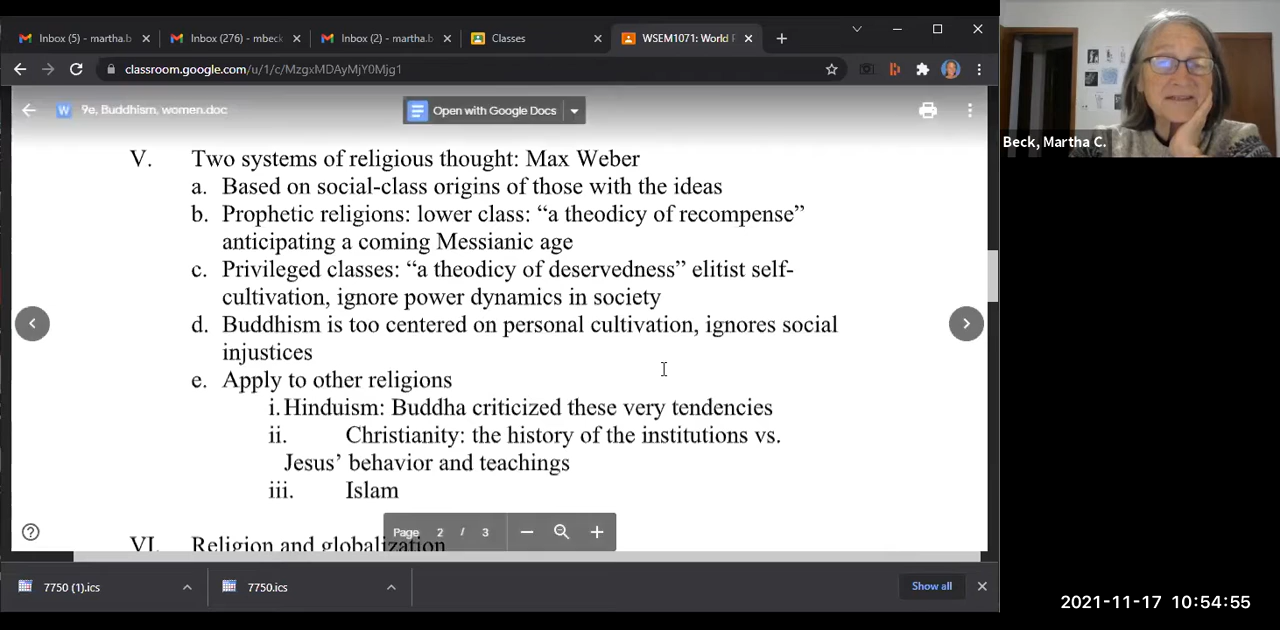 Inbox (5) - martha.b
Inbox (276) - mbeck
Inbox (2) - martha.b
Classes
WSEM1071: World
classroom.google.com/u/1/c/MzgxMDAyMjY0Mjg1
9e, Buddhism, women.doc
Open with Google Docs
Beck, Martha C.
V. Two systems of religious thought: Max Weber
a. Based on social-class origins of those with the ideas
b. Prophetic religions: lower class: “a theodicy of recompense”
anticipating a coming Messianic age
c. Privileged classes: “a theodicy of deservedness” elitist self-
cultivation, ignore power dynamics in society
d. Buddhism is too centered on personal cultivation, ignores social
injustices
e. Apply to other religions
i. Hinduism: Buddha criticized these very tendencies
ii. Christianity: the history of the institutions vs.
Jesus’ behavior and teachings
iii. Islam
Page 2 / 3
VI. Religion and globalization
7750 (1).ics
7750.ics
Show all
2021-11-17 10:54:55